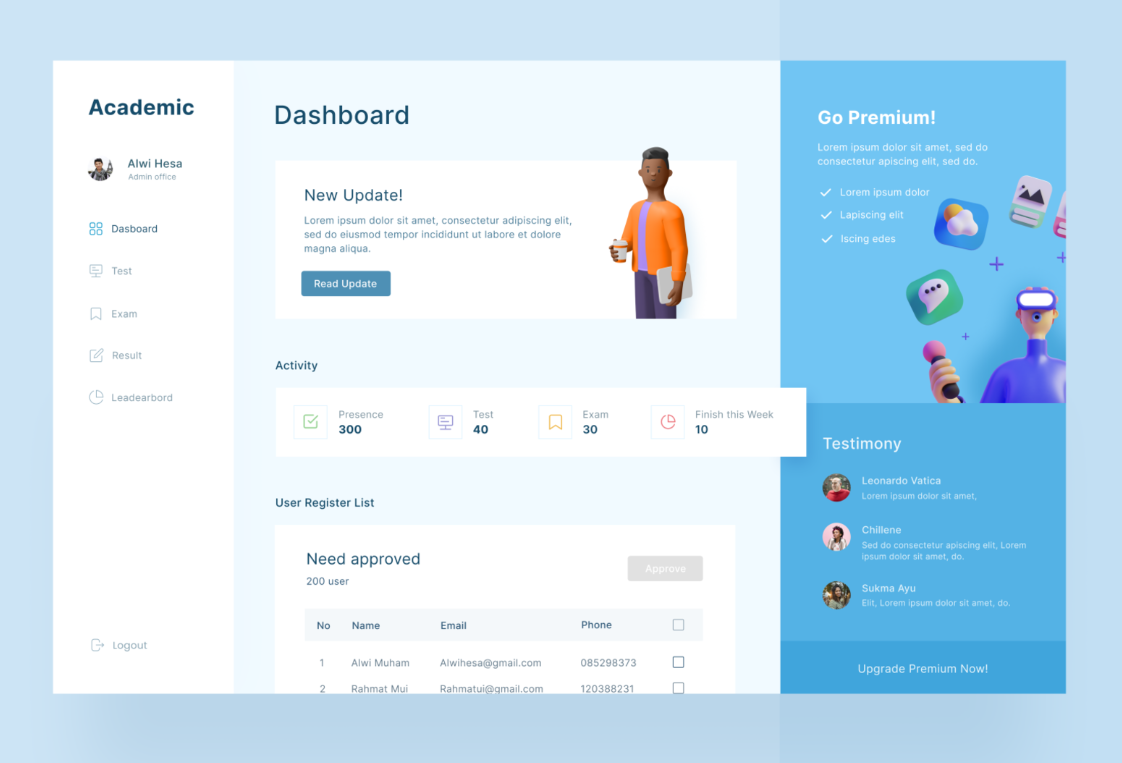 Academic
Alwi Hesa
Admin office
Dasboard
Test
Exam
Result
Leadearbord
Logout
Dashboard
New Update!
Lorem ipsum dolor sit amet, consectetur adipiscing elit,
sed do eiusmod tempor incididunt ut labore et dolore
magna aliqua.
Read Update
Activity
Presence
300
Test
40
Exam
30
Finish this Week
10
User Register List
Need approved
200 user
Approve
No Name Email Phone
1 Alwi Muham Alwihesa@gmail.com 085298373
2 Rahmat Mui Rahmatui@gmail.com 120388231
Go Premium!
Lorem ipsum dolor sit amet, sed do
consectetur apiscing elit, sed do.
Lorem ipsum dolor
Lapiscing elit
Iscing edes
Testimony
Leonardo Vatica
Lorem ipsum dolor sit amet,
Chillene
Sed do consectetur apiscing elit, Lorem
ipsum dolor sit amet, do.
Sukma Ayu
Elit, Lorem ipsum dolor sit amet, do.
Upgrade Premium Now!